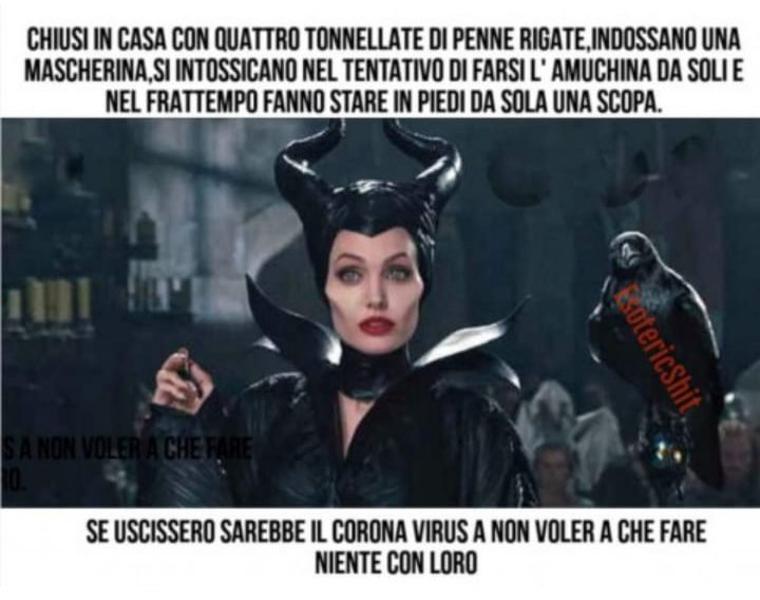 CHIUSI IN CASA CON QUATTRO TONNELLATE DI PENNE RIGATE,INDOSSANO UNA
MASCHERINA,SI INTOSSICANO NEL TENTATIVO DI FARSI L' AMUCHINA DA SOLI E
NEL FRATTEMPO FANNO STARE IN PIEDI DA SOLA UNA SCOPA.
EsotericShit
S A NON VOLER A CHE FARE
RO.
SE USCISSERO SAREBBE IL CORONA VIRUS A NON VOLER A CHE FARE
NIENTE CON LORO